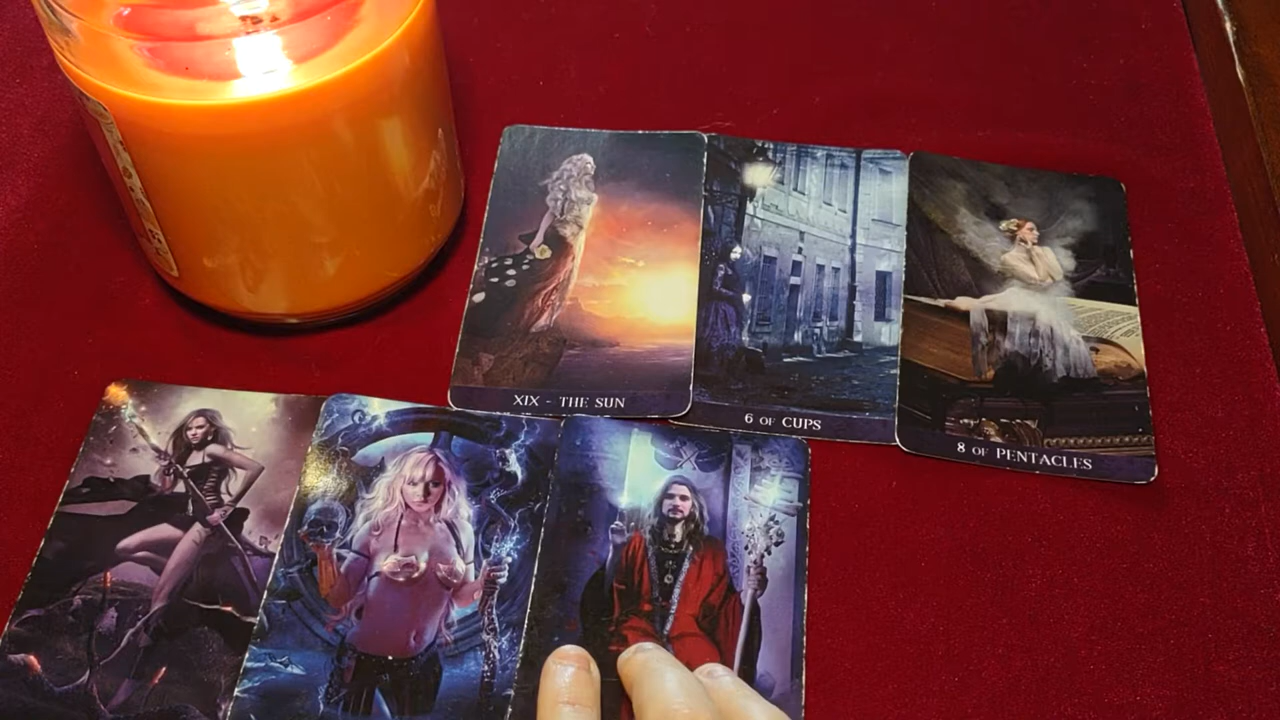 XIX - THE SUN
6 OF CUPS
8 OF PENTACLES